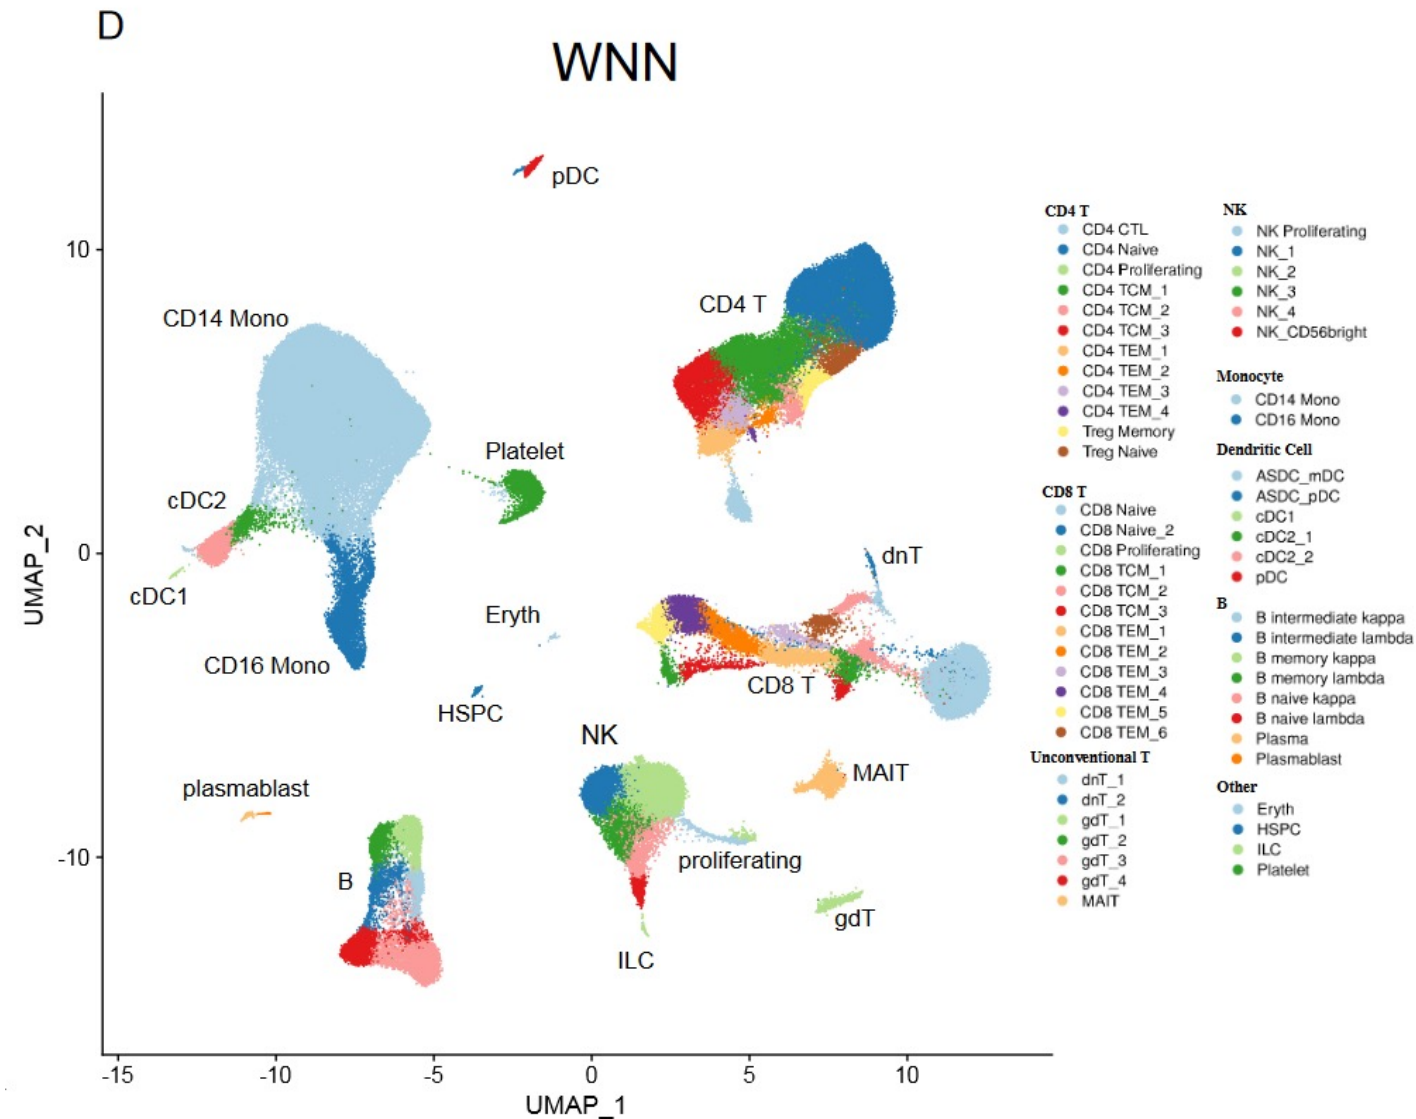 D
WNN
pDC
10
CD4 T
CD14 Mono
Platelet
cDC2
UMAP_2
0
dnT
cDC1
Eryth
CD16 Mono
CD8 T
HSPC
NK
MAIT
plasmablast
-10
proliferating
B
gdT
ILC
-15
-10
-5
0
5
10
UMAP_1
CD4 T
CD4 CTL
CD4 Naive
CD4 Proliferating
CD4 TCM_1
CD4 TCM_2
CD4 TCM_3
CD4 TEM_1
CD4 TEM_2
CD4 TEM_3
CD4 TEM_4
Treg Memory
Treg Naive
CD8 T
CD8 Naive
CD8 Naive_2
CD8 Proliferating
CD8 TCM_1
CD8 TCM_2
CD8 TCM_3
CD8 TEM_1
CD8 TEM_2
CD8 TEM_3
CD8 TEM_4
CD8 TEM_5
CD8 TEM_6
Unconventional T
dnT_1
dnT_2
gdT_1
gdT_2
gdT_3
gdT_4
MAIT
NK
NK Proliferating
NK_1
NK_2
NK_3
NK_4
NK_CD56bright
Monocyte
CD14 Mono
CD16 Mono
Dendritic Cell
ASDC_mDC
ASDC_pDC
cDC1
cDC2_1
cDC2_2
pDC
B
B intermediate kappa
B intermediate lambda
B memory kappa
B memory lambda
B naive kappa
B naive lambda
Plasma
Plasmablast
Other
Eryth
HSPC
ILC
Platelet